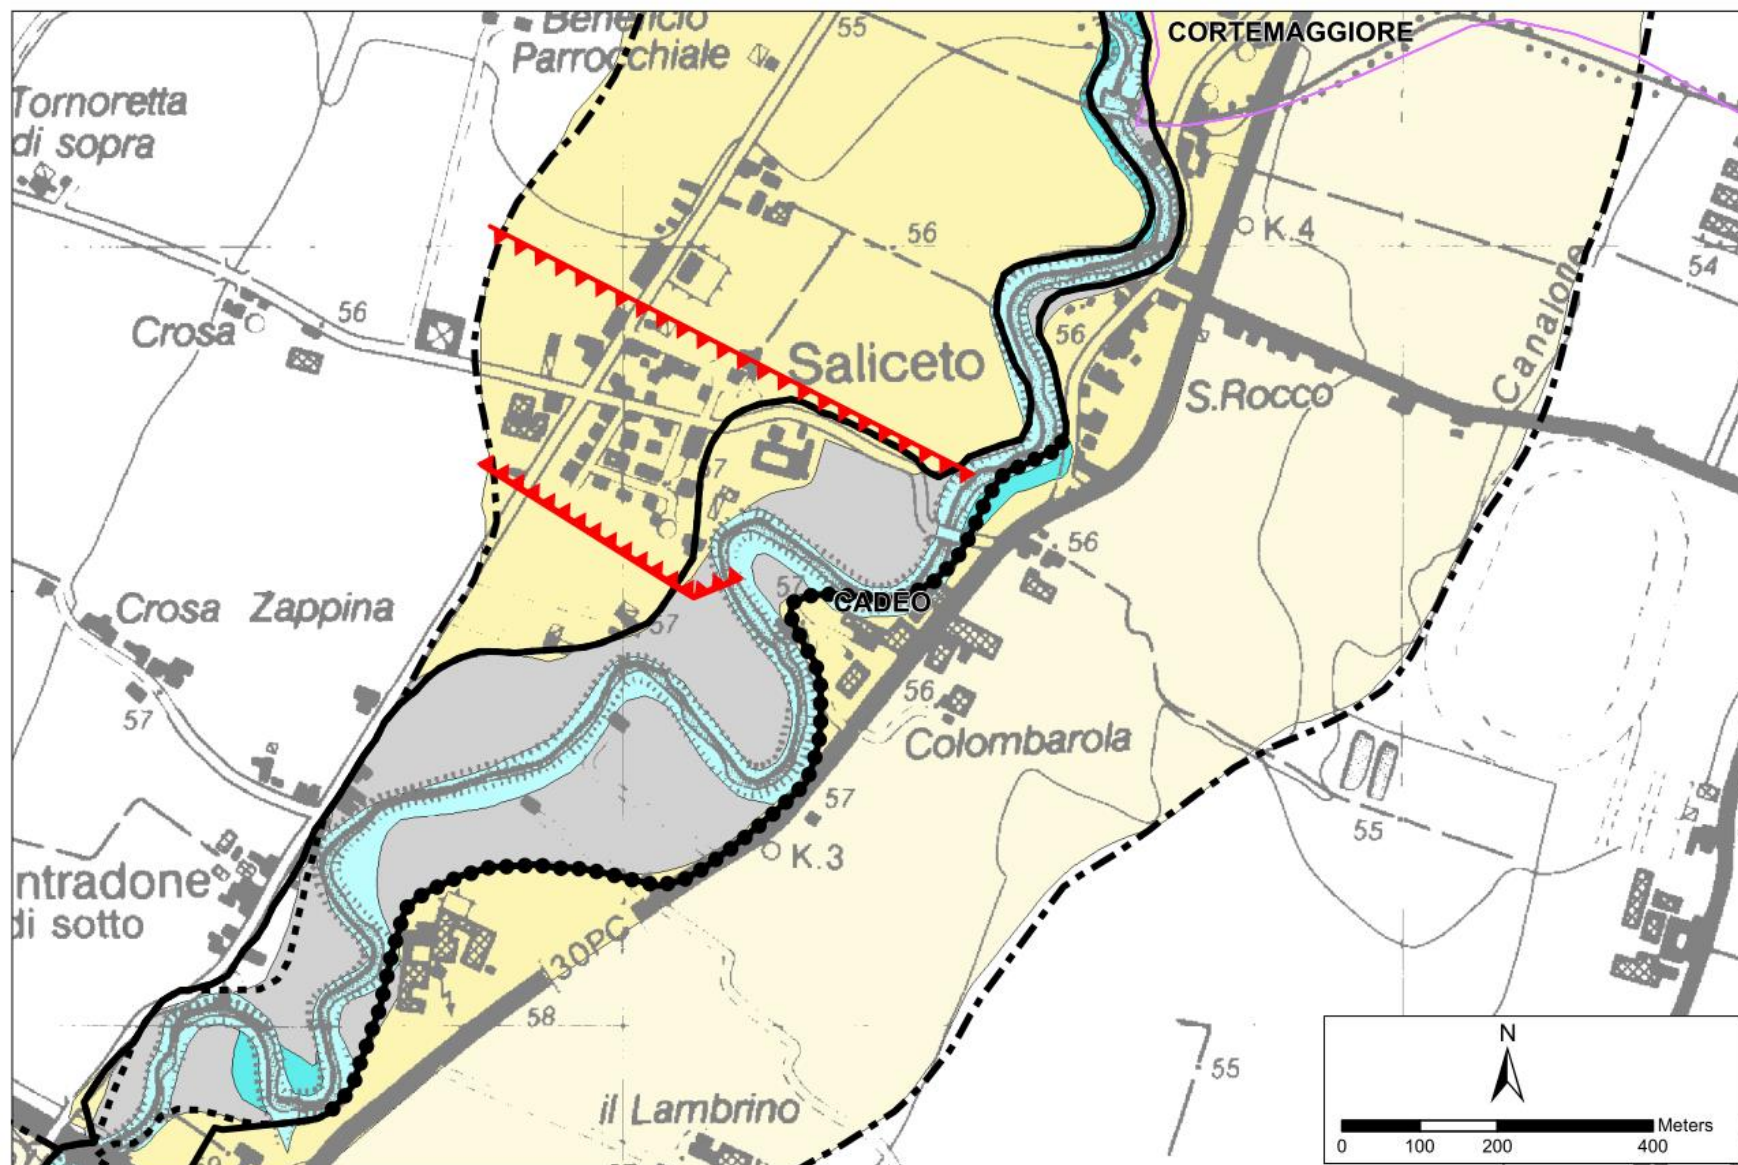 Beneficio
Parrocchiale
55
CORTEMAGGIORE
Tornoretta
di sopra
56
K.4
54
Canalone
56
Crosa
56
Saliceto
S.Rocco
57
56
57
CADEO
Crosa Zappina
57
56
Colombarola
57
57
55
K.3
ntradone
di sotto
30PC
58
55
il Lambrino
N
Meters
0 100 200 400